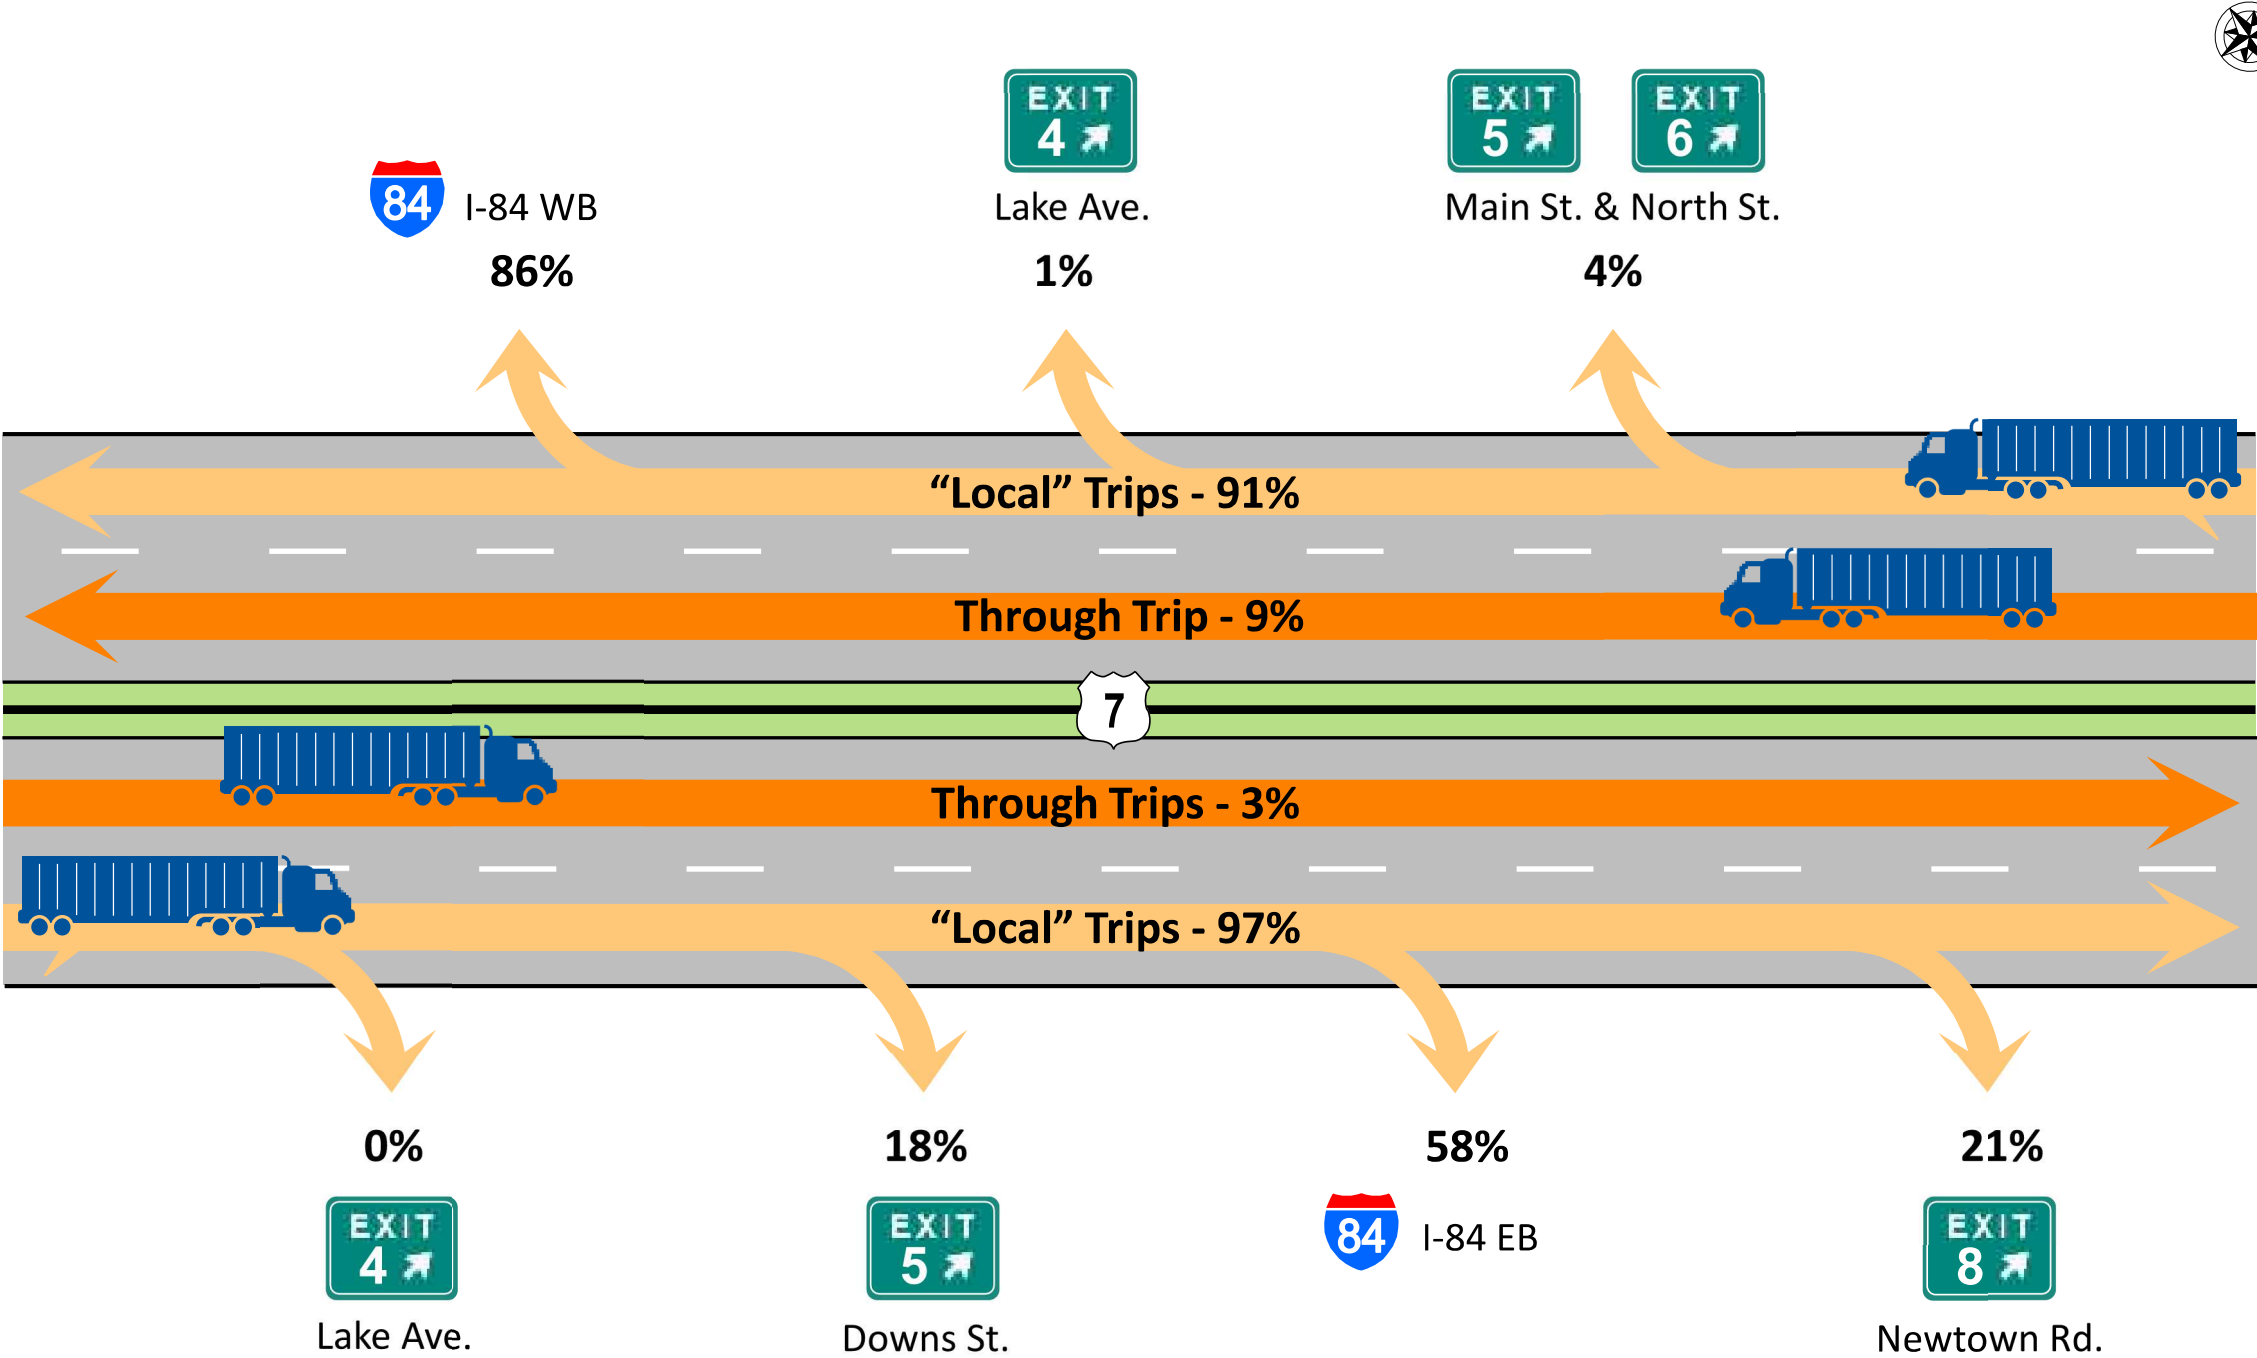 EXIT
4
EXIT
5
EXIT
6
84
I-84 WB
Lake Ave.
Main St. & North St.
86%
1%
4%
“Local” Trips - 91%
Through Trip - 9%
7
Through Trips - 3%
“Local” Trips - 97%
0%
18%
58%
21%
EXIT
4
EXIT
5
84
I-84 EB
EXIT
8
Lake Ave.
Downs St.
Newtown Rd.